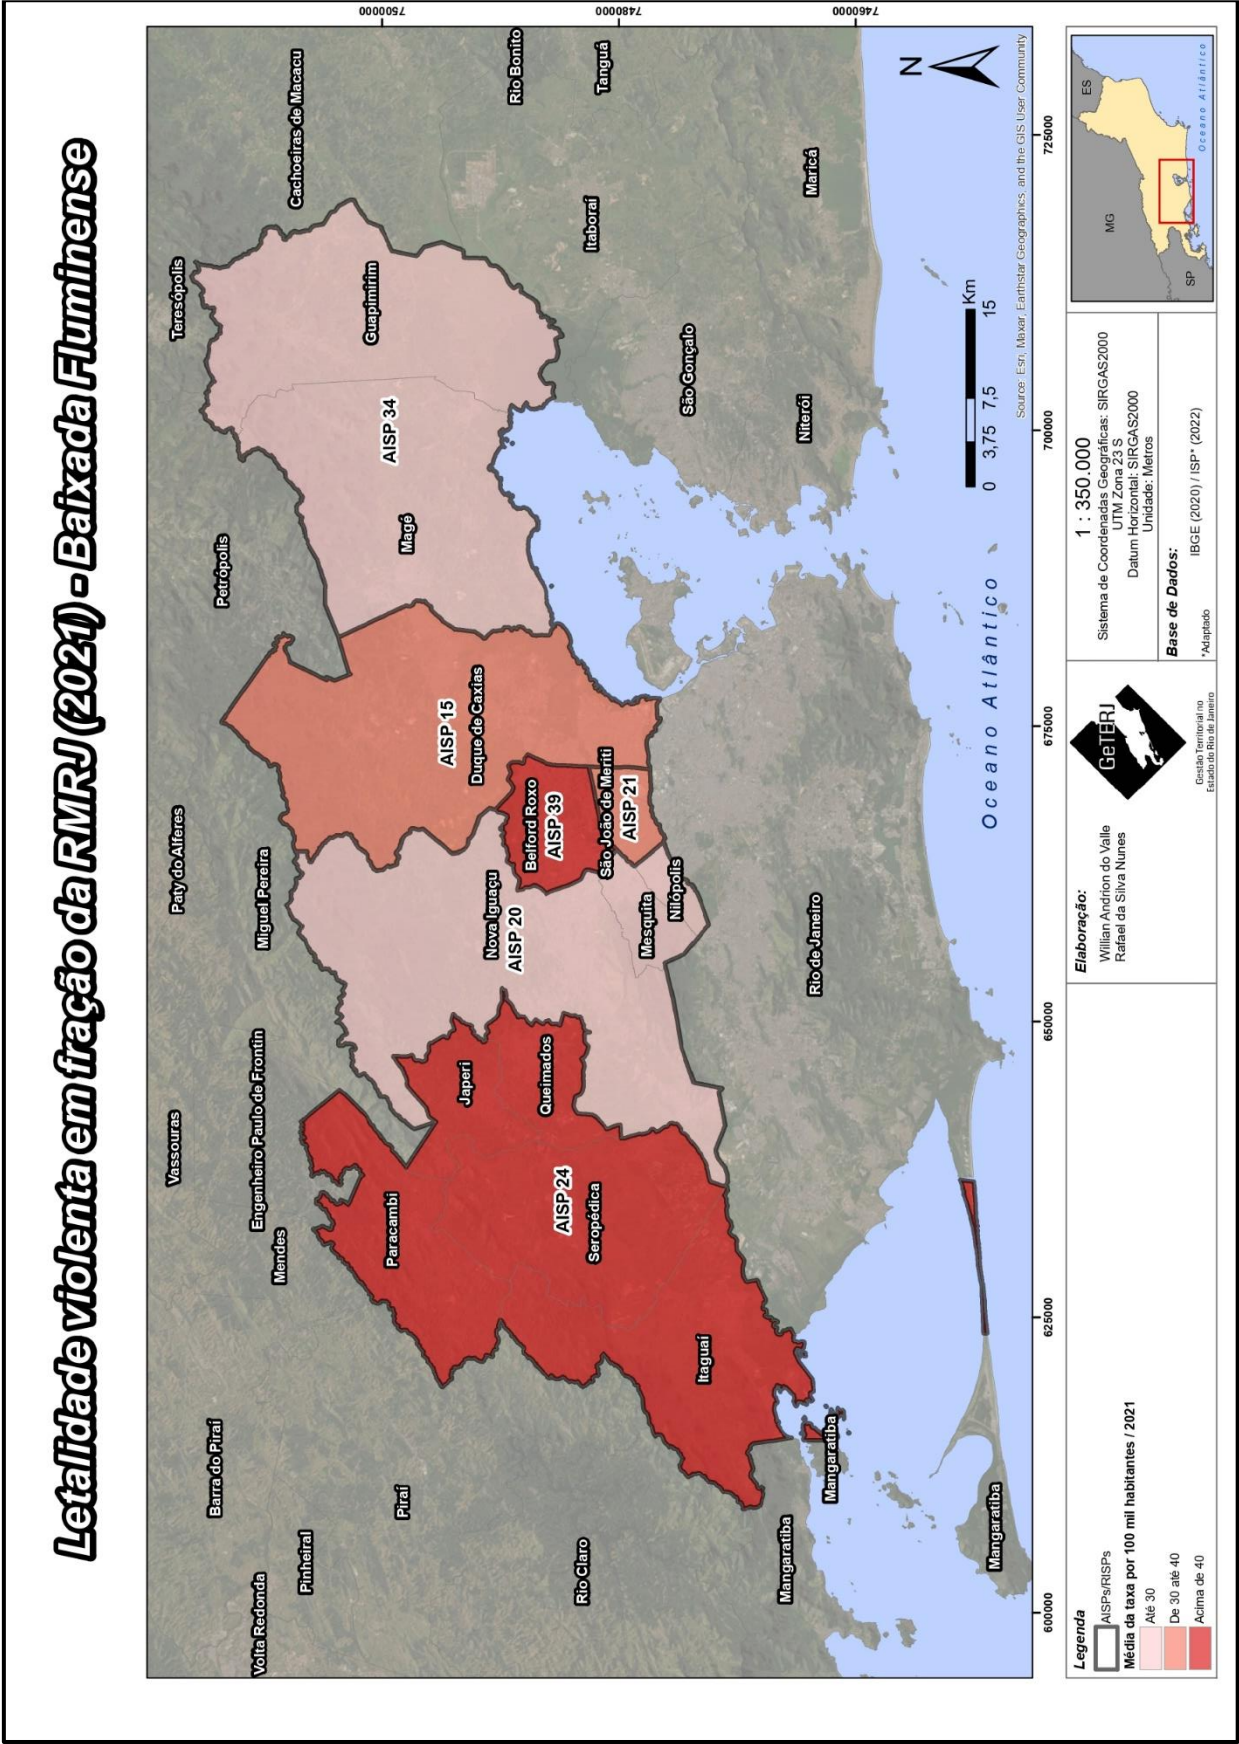 Letalidade violenta em fração da RMRJ (2021) - Baixada Fluminense
7500000
7480000
7460000
Vassouras
Paty do Alferes
Teresópolis
Barra do Piraí
Petrópolis
Volta Redonda
Engenheiro Paulo de Frontin
Miguel Pereira
Mendes
Cachoeiras de Macacu
Pinheiral
Guapimirim
Paracambi
AISP 34
Piraí
Magé
AISP 15
Japeri
Duque de Caxias
Nova Iguaçu
AISP 20
Rio Bonito
Belford Roxo
AISP 39
Queimados
AISP 24
Seropédica
Rio Claro
São João de Meriti
AISP 21
Itaboraí
Tanguá
Mesquita
Nilópolis
São Gonçalo
Itaguaí
Mangaratiba
Niterói
Maricá
Rio de Janeiro
Mangaratiba
N
Mangaratiba
Oceano Atlântico
0 3,75 7,5 15
Km
Source: Esri, Maxar, Earthstar Geographics, and the GIS User Community
600000
625000
650000
675000
700000
725000
Legenda
AISPs/RISPs
Média da taxa por 100 mil habitantes / 2021
Até 30
De 30 até 40
Acima de 40
Elaboração:
Willian Andrion do Valle
Rafael da Silva Nunes
GeTERJ
Gestão Territorial no
Estado do Rio de Janeiro
1 : 350.000
Sistema de Coordenadas Geográficas: SIRGAS2000
UTM Zona 23 S
Datum Horizontal: SIRGAS2000
Unidade: Metros
Base de Dados:
IBGE (2020) / ISP* (2022)
*Adaptado
MG
ES
SP
Oceano Atlântico